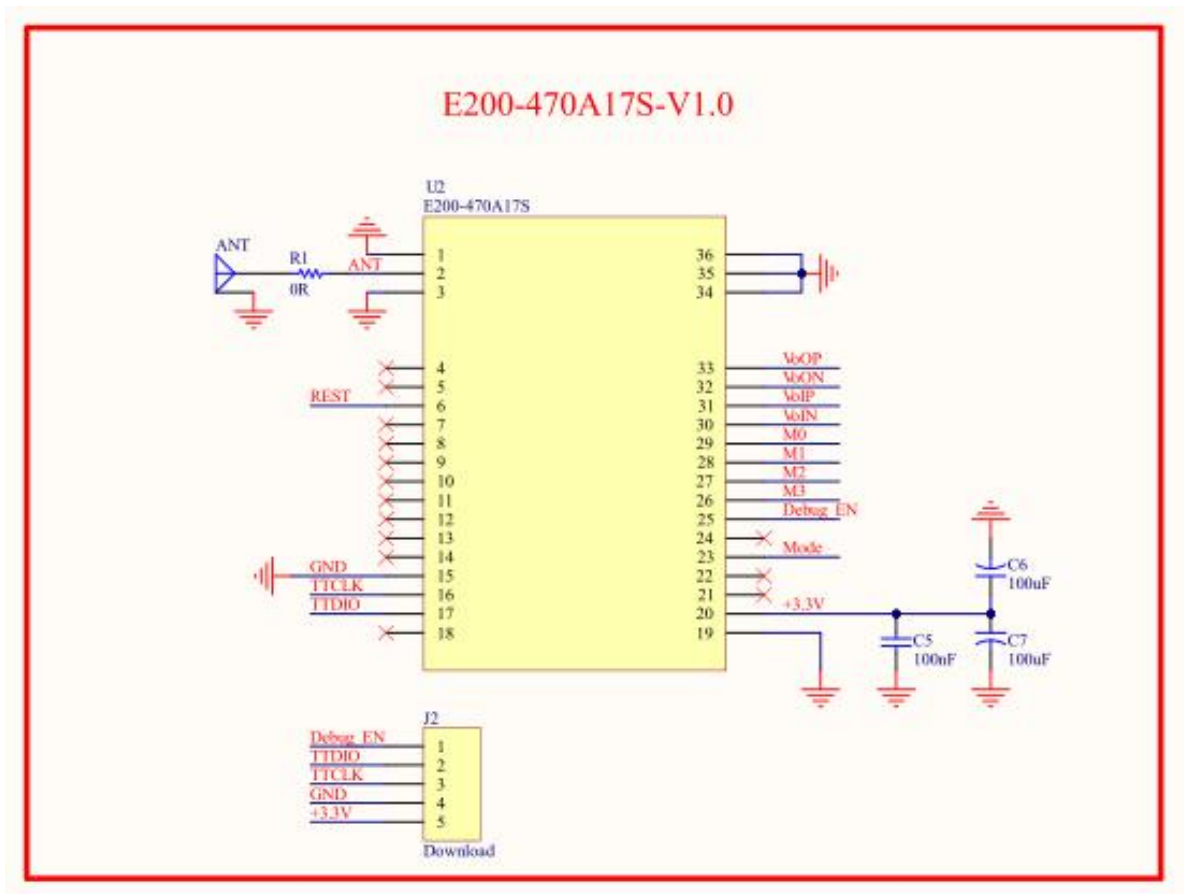 E200-470A17S-V1.0
U2
E200-470A17S
ANT
R1
0R
ANT
1
2
3
36
35
34
4
5
REST
6
7
8
9
10
11
12
13
14
GND
15
TTCLK
16
TTDIO
17
18
33
VoOP
32
VoON
31
VoIP
30
VoIN
29
M0
28
M1
27
M2
26
M3
25
Debug_EN
24
23
Mode
22
21
20
+3.3V
19
C6
100uF
C5
100nF
C7
100uF
J2
Debug_EN
1
TTDIO
2
TTCLK
3
GND
4
+3.3V
5
Download